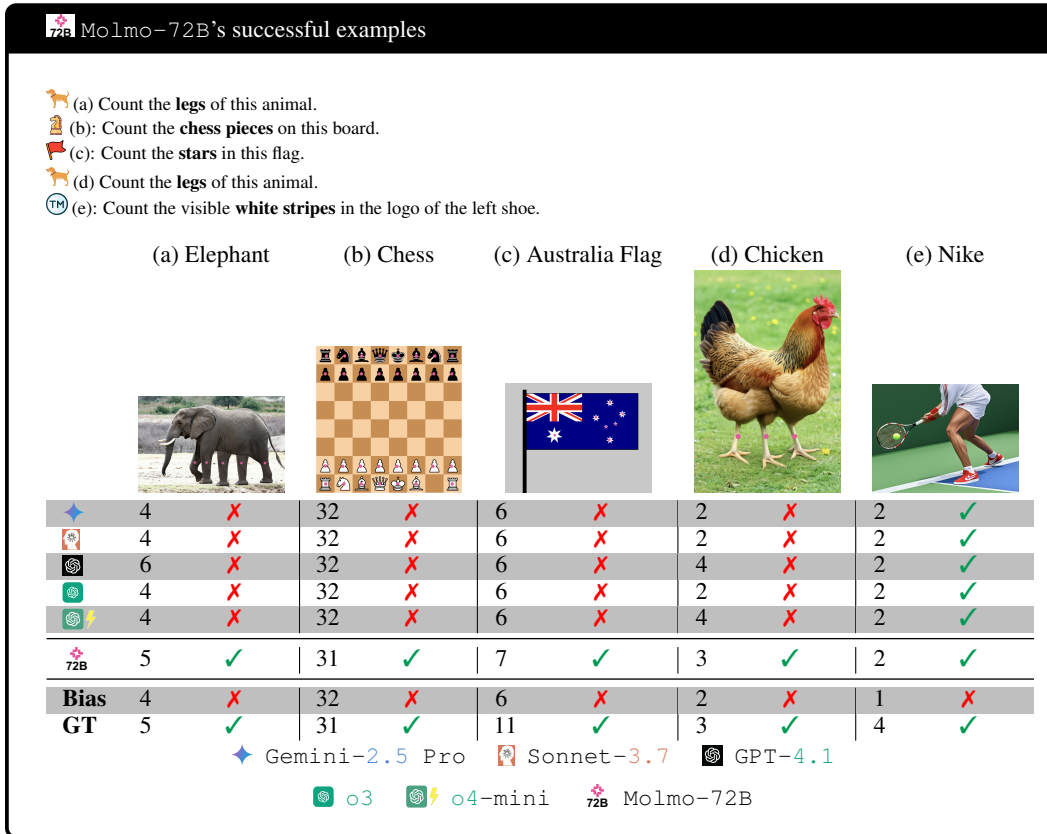 72B Molmo-72B's successful examples
(a) Count the legs of this animal.
(b): Count the chess pieces on this board.
(c): Count the stars in this flag.
(d) Count the legs of this animal.
TM (e): Count the visible white stripes in the logo of the left shoe.
(a) Elephant (b) Chess (c) Australia Flag (d) Chicken (e) Nike
4 ✗ 32 ✗ 6 ✗ 2 ✗ 2 ✓
4 ✗ 32 ✗ 6 ✗ 2 ✗ 2 ✓
6 ✗ 32 ✗ 6 ✗ 4 ✗ 2 ✓
4 ✗ 32 ✗ 6 ✗ 2 ✗ 2 ✓
4 ✗ 32 ✗ 6 ✗ 4 ✗ 2 ✓
72B 5 ✓ 31 ✓ 7 ✓ 3 ✓ 2 ✓
Bias 4 ✗ 32 ✗ 6 ✗ 2 ✗ 1 ✗
GT 5 ✓ 31 ✓ 11 ✓ 3 ✓ 4 ✓
Gemini-2.5 Pro Sonnet-3.7 GPT-4.1
o3 o4-mini 72B Molmo-72B